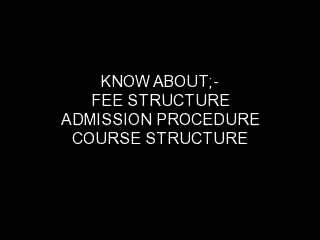 KNOW ABOUT;-
FEE STRUCTURE
ADMISSION PROCEDURE
COURSE STRUCTURE